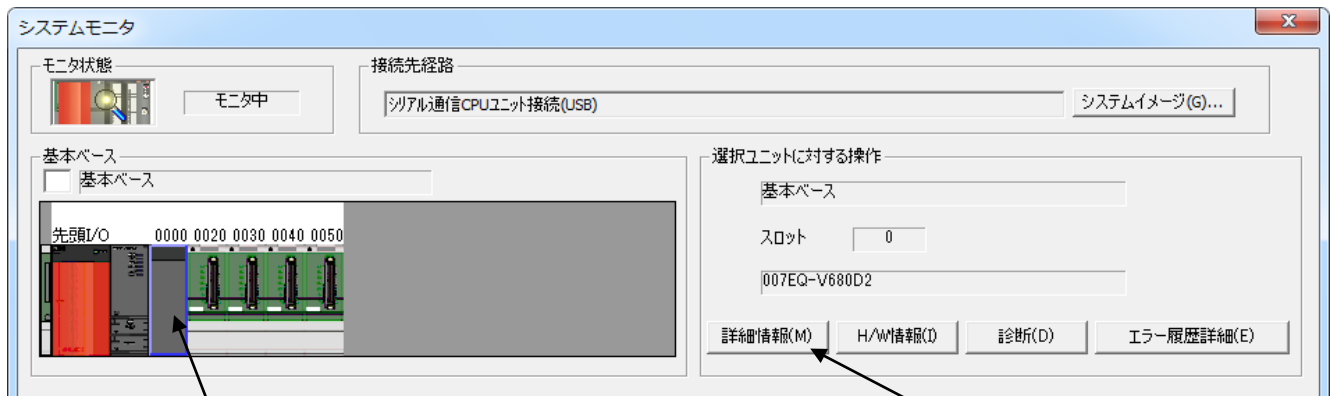 システムモニタ
モニタ状態
モニタ中
接続先経路
シリアル通信CPUユニット接続(USB)
システムイメージ(G)...
基本ベース
基本ベース
先頭I/O 0000 0020 0030 0040 0050
選択ユニットに対する操作
基本ベース
スロット 0
007EQ-V680D2
詳細情報(M) H/W情報(I) 診断(D) エラー履歴詳細(E)